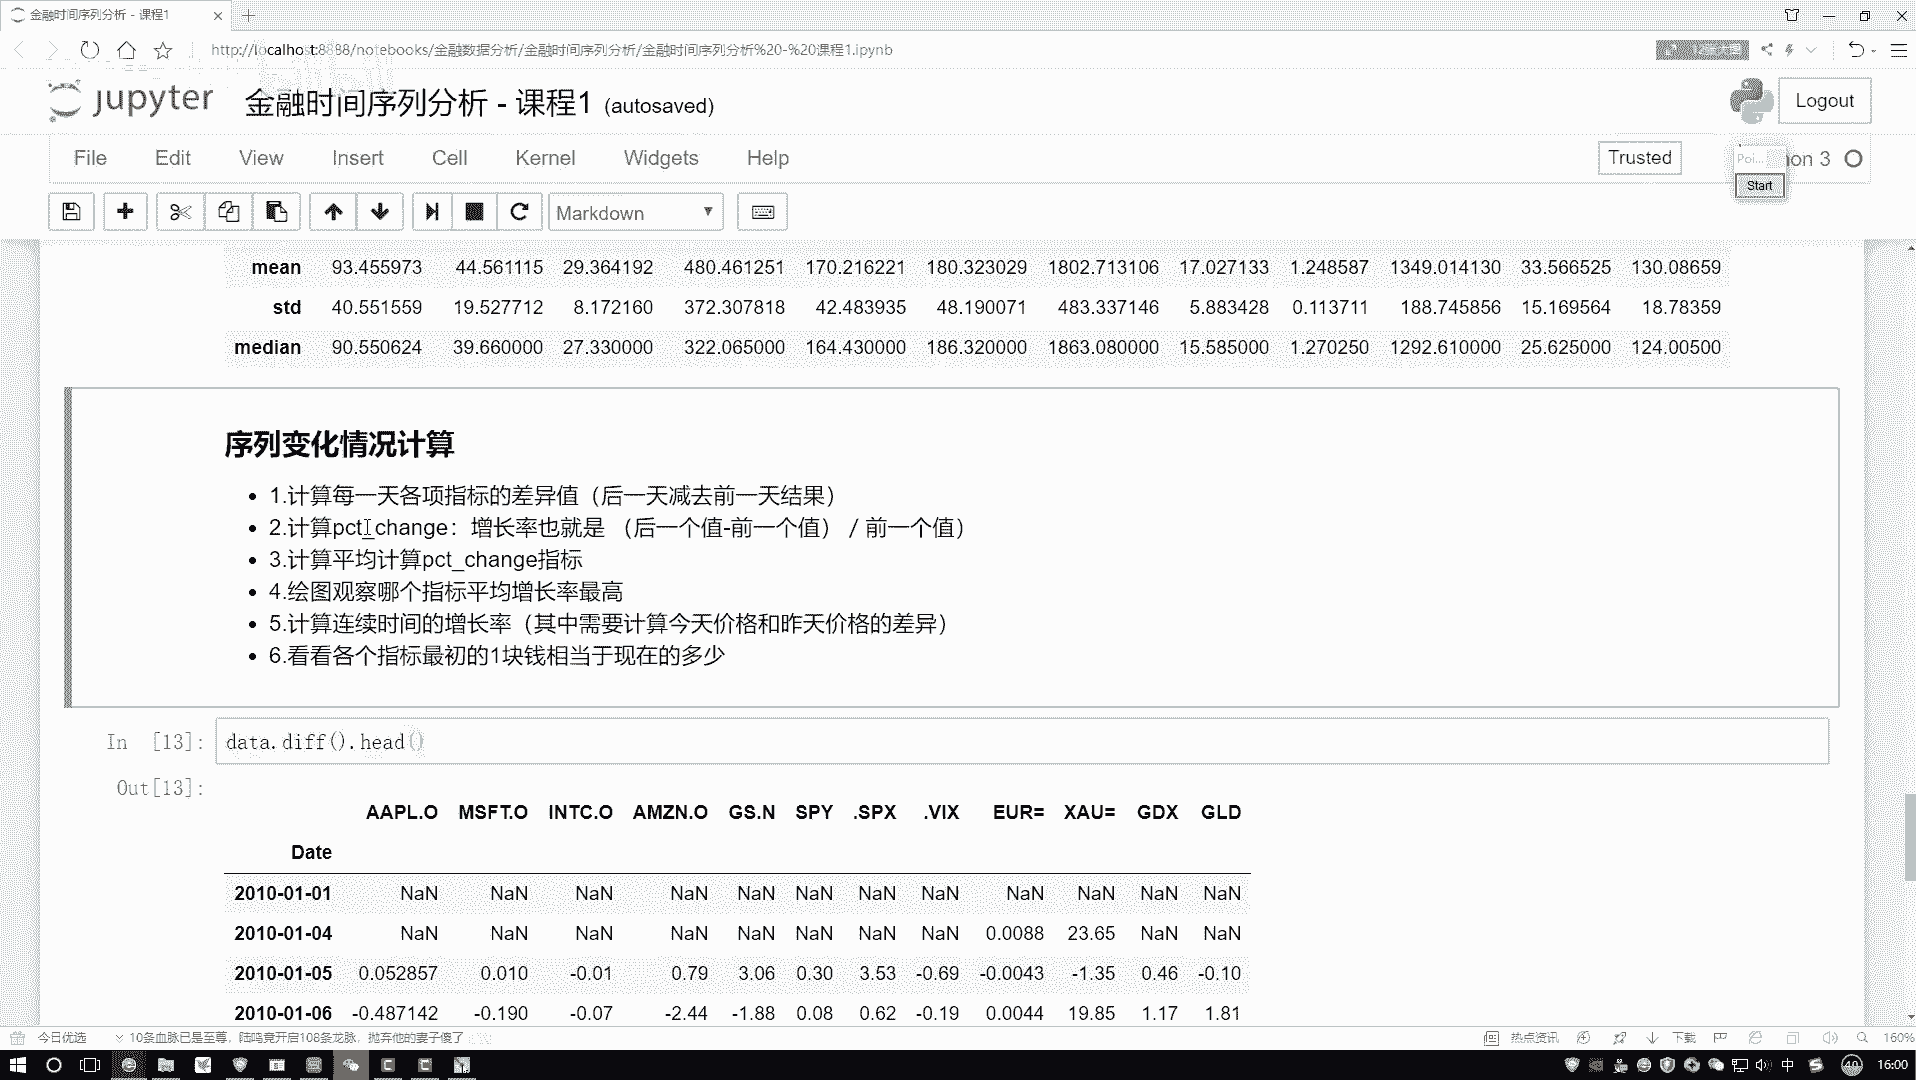 金融时间序列分析 - 课程1
http://localhost:8888/notebooks/金融数据分析/金融时间序列分析/金融时间序列分析%20-%20课程1.ipynb
jupyter 金融时间序列分析 - 课程1 (autosaved)
Logout
File Edit View Insert Cell Kernel Widgets Help
Trusted
on 3
Poi...
Start
Markdown
mean 93.455973 44.561115 29.364192 480.461251 170.216221 180.323029 1802.713106 17.027133 1.248587 1349.014130 33.566525 130.08659
std 40.551559 19.527712 8.172160 372.307818 42.483935 48.190071 483.337146 5.883428 0.113711 188.745856 15.169564 18.78359
median 90.550624 39.660000 27.330000 322.065000 164.430000 186.320000 1863.080000 15.585000 1.270250 1292.610000 25.625000 124.00500
序列变化情况计算
1.计算每一天各项指标的差异值（后一天减去前一天结果）
2.计算pct_change：增长率也就是 （后一个值-前一个值） / 前一个值）
3.计算平均计算pct_change指标
4.绘图观察哪个指标平均增长率最高
5.计算连续时间的增长率（其中需要计算今天价格和昨天价格的差异）
6.看看各个指标最初的1块钱相当于现在的多少
In [13]: data.diff().head()
Out[13]:
AAPL.O MSFT.O INTC.O AMZN.O GS.N SPY .SPX .VIX EUR= XAU= GDX GLD
Date
2010-01-01 NaN NaN NaN NaN NaN NaN NaN NaN NaN NaN NaN NaN
2010-01-04 NaN NaN NaN NaN NaN NaN NaN NaN 0.0088 23.65 NaN NaN
2010-01-05 0.052857 0.010 -0.01 0.79 3.06 0.30 3.53 -0.69 -0.0043 -1.35 0.46 -0.10
2010-01-06 -0.487142 -0.190 -0.07 -2.44 -1.88 0.08 0.62 -0.19 0.0044 19.85 1.17 1.81
今日优选 10条血脉已是至尊，陆鸣竟开启108条龙脉，抛弃他的妻子傻了
热点资讯 下载 160%
中 40 16:00